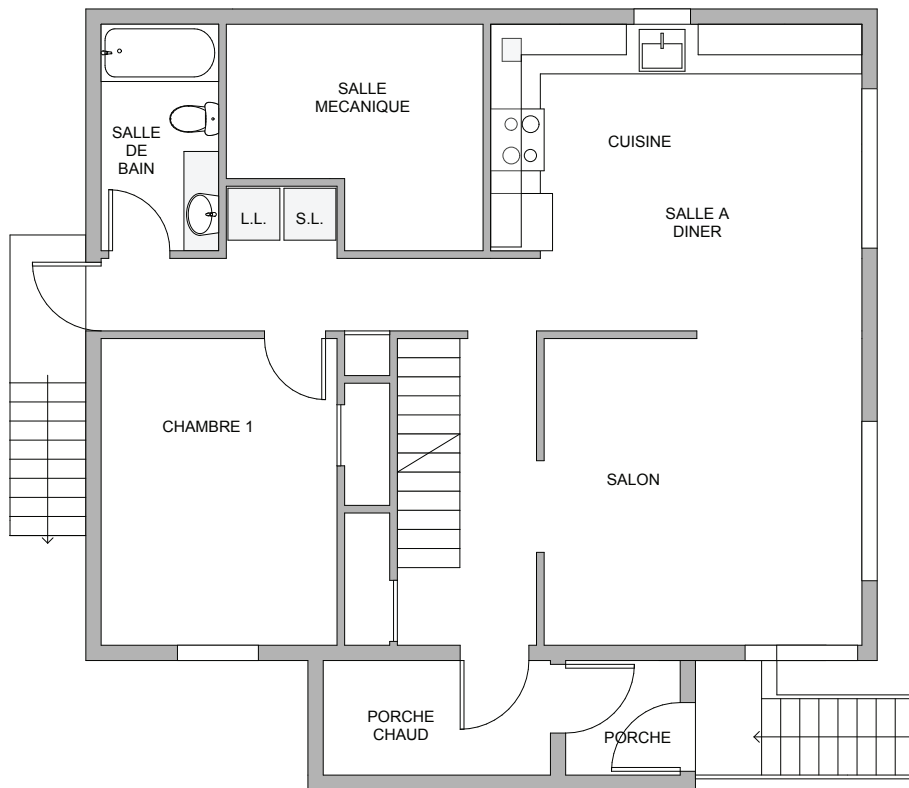 SALLE
MECANIQUE
SALLE
DE
BAIN
CUISINE
SALLE A
DINER
L.L.
S.L.
CHAMBRE 1
SALON
PORCHE
CHAUD
PORCHE